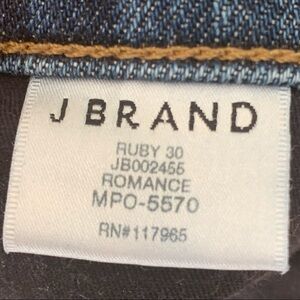 J BRAND
RUBY 30
JB002455
ROMANCE
MPO-5570
RN#117965